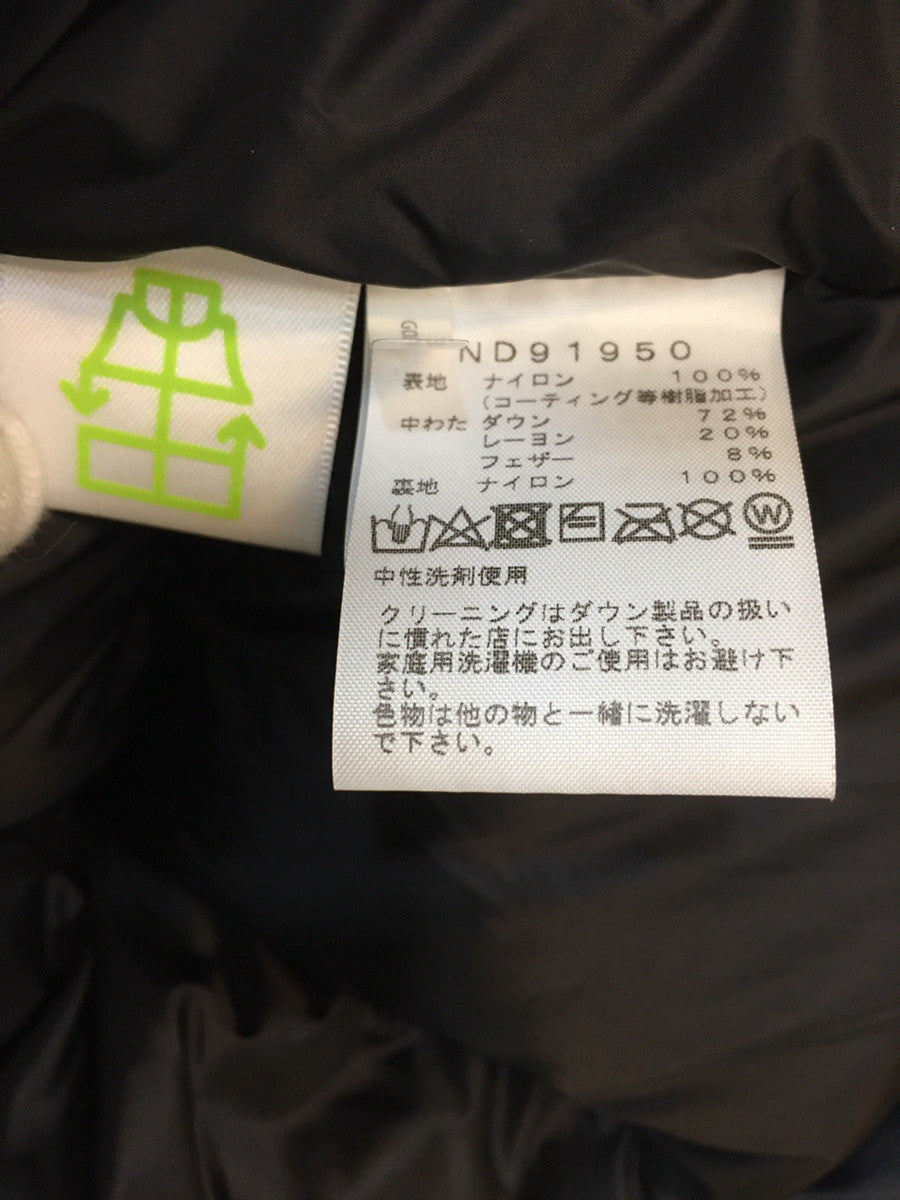 GO
ND91950
表地 ナイロン 100%
(コーティング等樹脂加工)
中わた ダウン 72%
レーヨン 20%
フェザー 8%
裏地 ナイロン 100%
W
中性洗剤使用
クリーニングはダウン製品の扱い
に慣れた店にお出し下さい。
家庭用洗濯機のご使用はお避け下
さい。
色物は他の物と一緒に洗濯しない
で下さい。